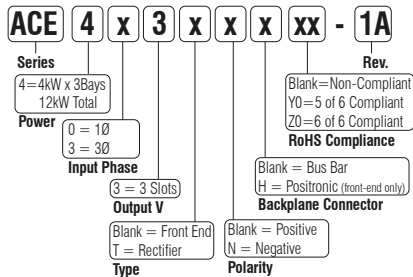 ACE 4 x 3 x x x xx - 1A
Series
Rev.
4=4kW x 3Bays
12kW Total
Power
Blank=Non-Compliant
Y0=5 of 6 Compliant
Z0=6 of 6 Compliant
RoHS Compliance
0 = 1Ø
3 = 3Ø
Input Phase
Blank = Bus Bar
H = Positronic (front-end only)
Backplane Connector
3 = 3 Slots
Output V
Blank = Front End
T = Rectifier
Type
Blank = Positive
N = Negative
Polarity